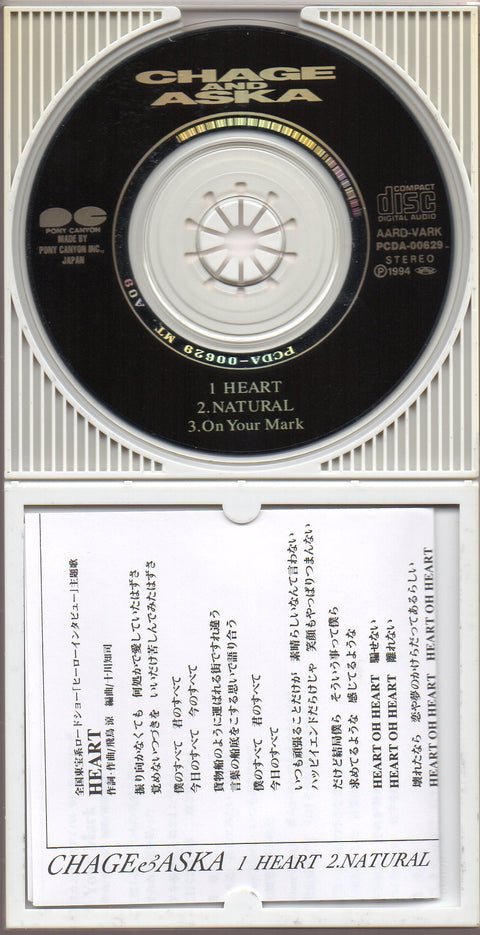 CHAGE
AND
ASKA
PONY CANYON
MADE BY
PONY CANYON INC.,
JAPAN
COMPACT
disc
DIGITAL AUDIO
AARD-VARK
PCDA-00629
STEREO
Ⓟ1994
PCDA-00629 MT A09
1 HEART
2.NATURAL
3.On Your Mark
全国東宝系ロードショー「ヒーローインタビュー」主題歌
HEART
作詞・作曲/飛鳥 涼 編曲/十川知司
振り向かなくても 何処かで愛していたはずさ
覚めないつづきを いいだけ苦しんでみたはずさ
僕のすべて 君のすべて
今日のすべて 今のすべて
貨物船のように運ばれる街ですれ違う
言葉の船底をこする思いで語り合う
僕のすべて 君のすべて
今日のすべて
いつも頑張ることだけが 素晴らしいなんて言わない
ハッピイエンドだらけじゃ 笑顔もやっぱりつまんない
だけど結局僕ら そういう事って僕ら
求めてるような 感じてるような
HEART OH HEART 騙せない
HEART OH HEART 離れない
壊れたなら 恋や夢のかけらだってあるらしい
HEART OH HEART HEART OH HEART
CHAGE&ASKA 1 HEART 2.NATURAL